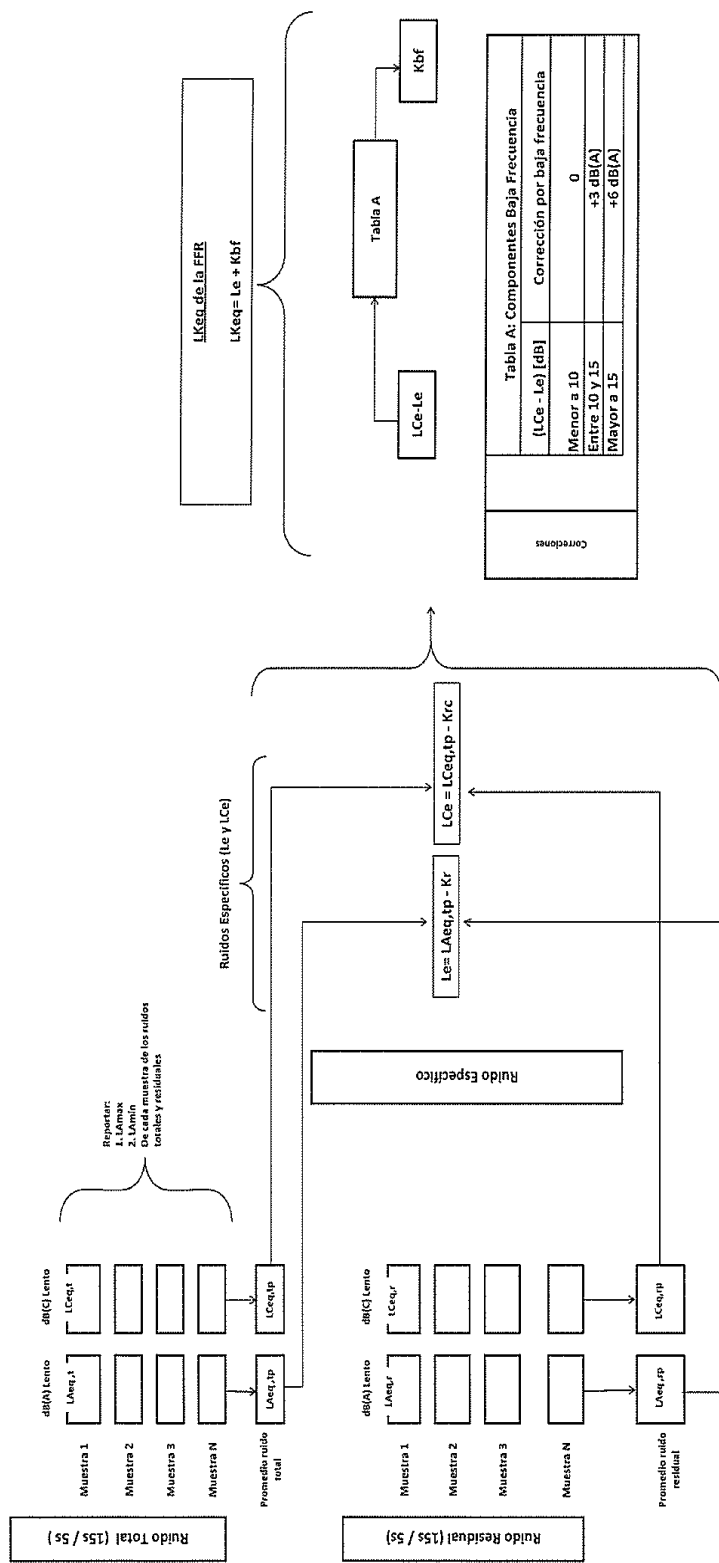 Ruido Total (15s / 5s )
dB(A) Lento
dB(C) Lento
Muestra 1
LAeq,t
LCeq,t
Muestra 2
Muestra 3
Muestra N
Promedio ruido
total
LAeq,tp
LCeq,tp
Reportar:
1. LAmax
2. LAmin
De cada muestra de los ruidos
totales y residuales
Ruido Residual (15s / 5s)
dB(A) Lento
dB(C) Lento
Muestra 1
LAeq,r
LCeq,r
Muestra 2
Muestra 3
Muestra N
Promedio ruido
residual
LAeq,rp
LCeq,rp
Ruidos Específicos (Le y LCe)
Ruido Específico
Le= LAeq,tp - Kr
LCe = LCeq,tp - Krc
LKeq de la FFR
LKeq= Le + Kbf
LCe-Le
Tabla A
Kbf
Correciones
Tabla A: Componentes Baja Frecuencia
(LCe - Le) [dB]
Corrección por baja frecuencia
Menor a 10
0
Entre 10 y 15
+3 dB(A)
Mayor a 15
+6 dB(A)